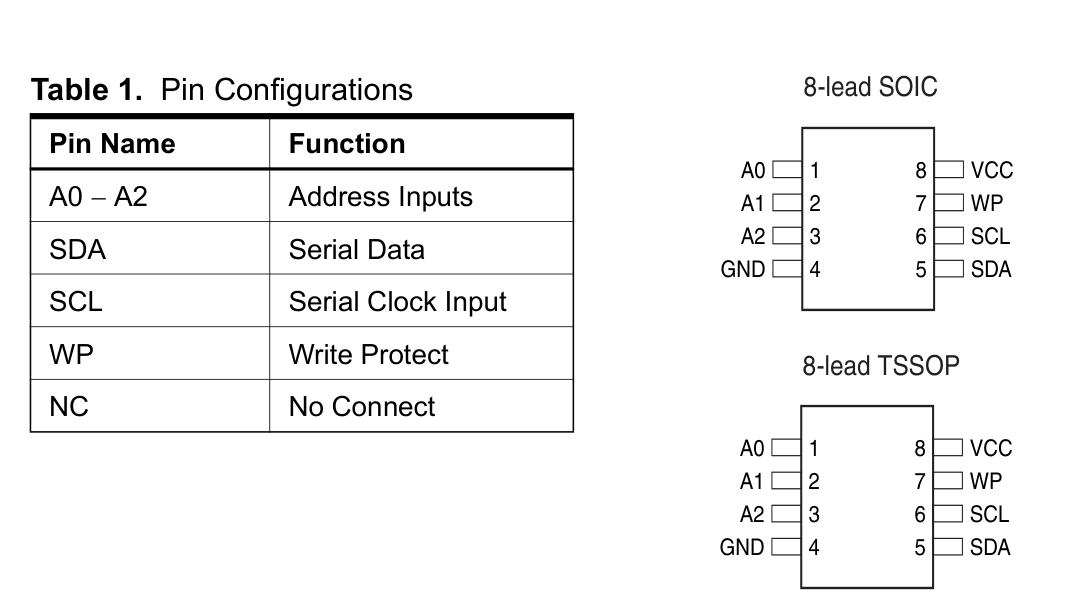 Table 1. Pin Configurations
Pin Name Function
A0 – A2 Address Inputs
SDA Serial Data
SCL Serial Clock Input
WP Write Protect
NC No Connect
8-lead SOIC
A0 1 8 VCC
A1 2 7 WP
A2 3 6 SCL
GND 4 5 SDA
8-lead TSSOP
A0 1 8 VCC
A1 2 7 WP
A2 3 6 SCL
GND 4 5 SDA